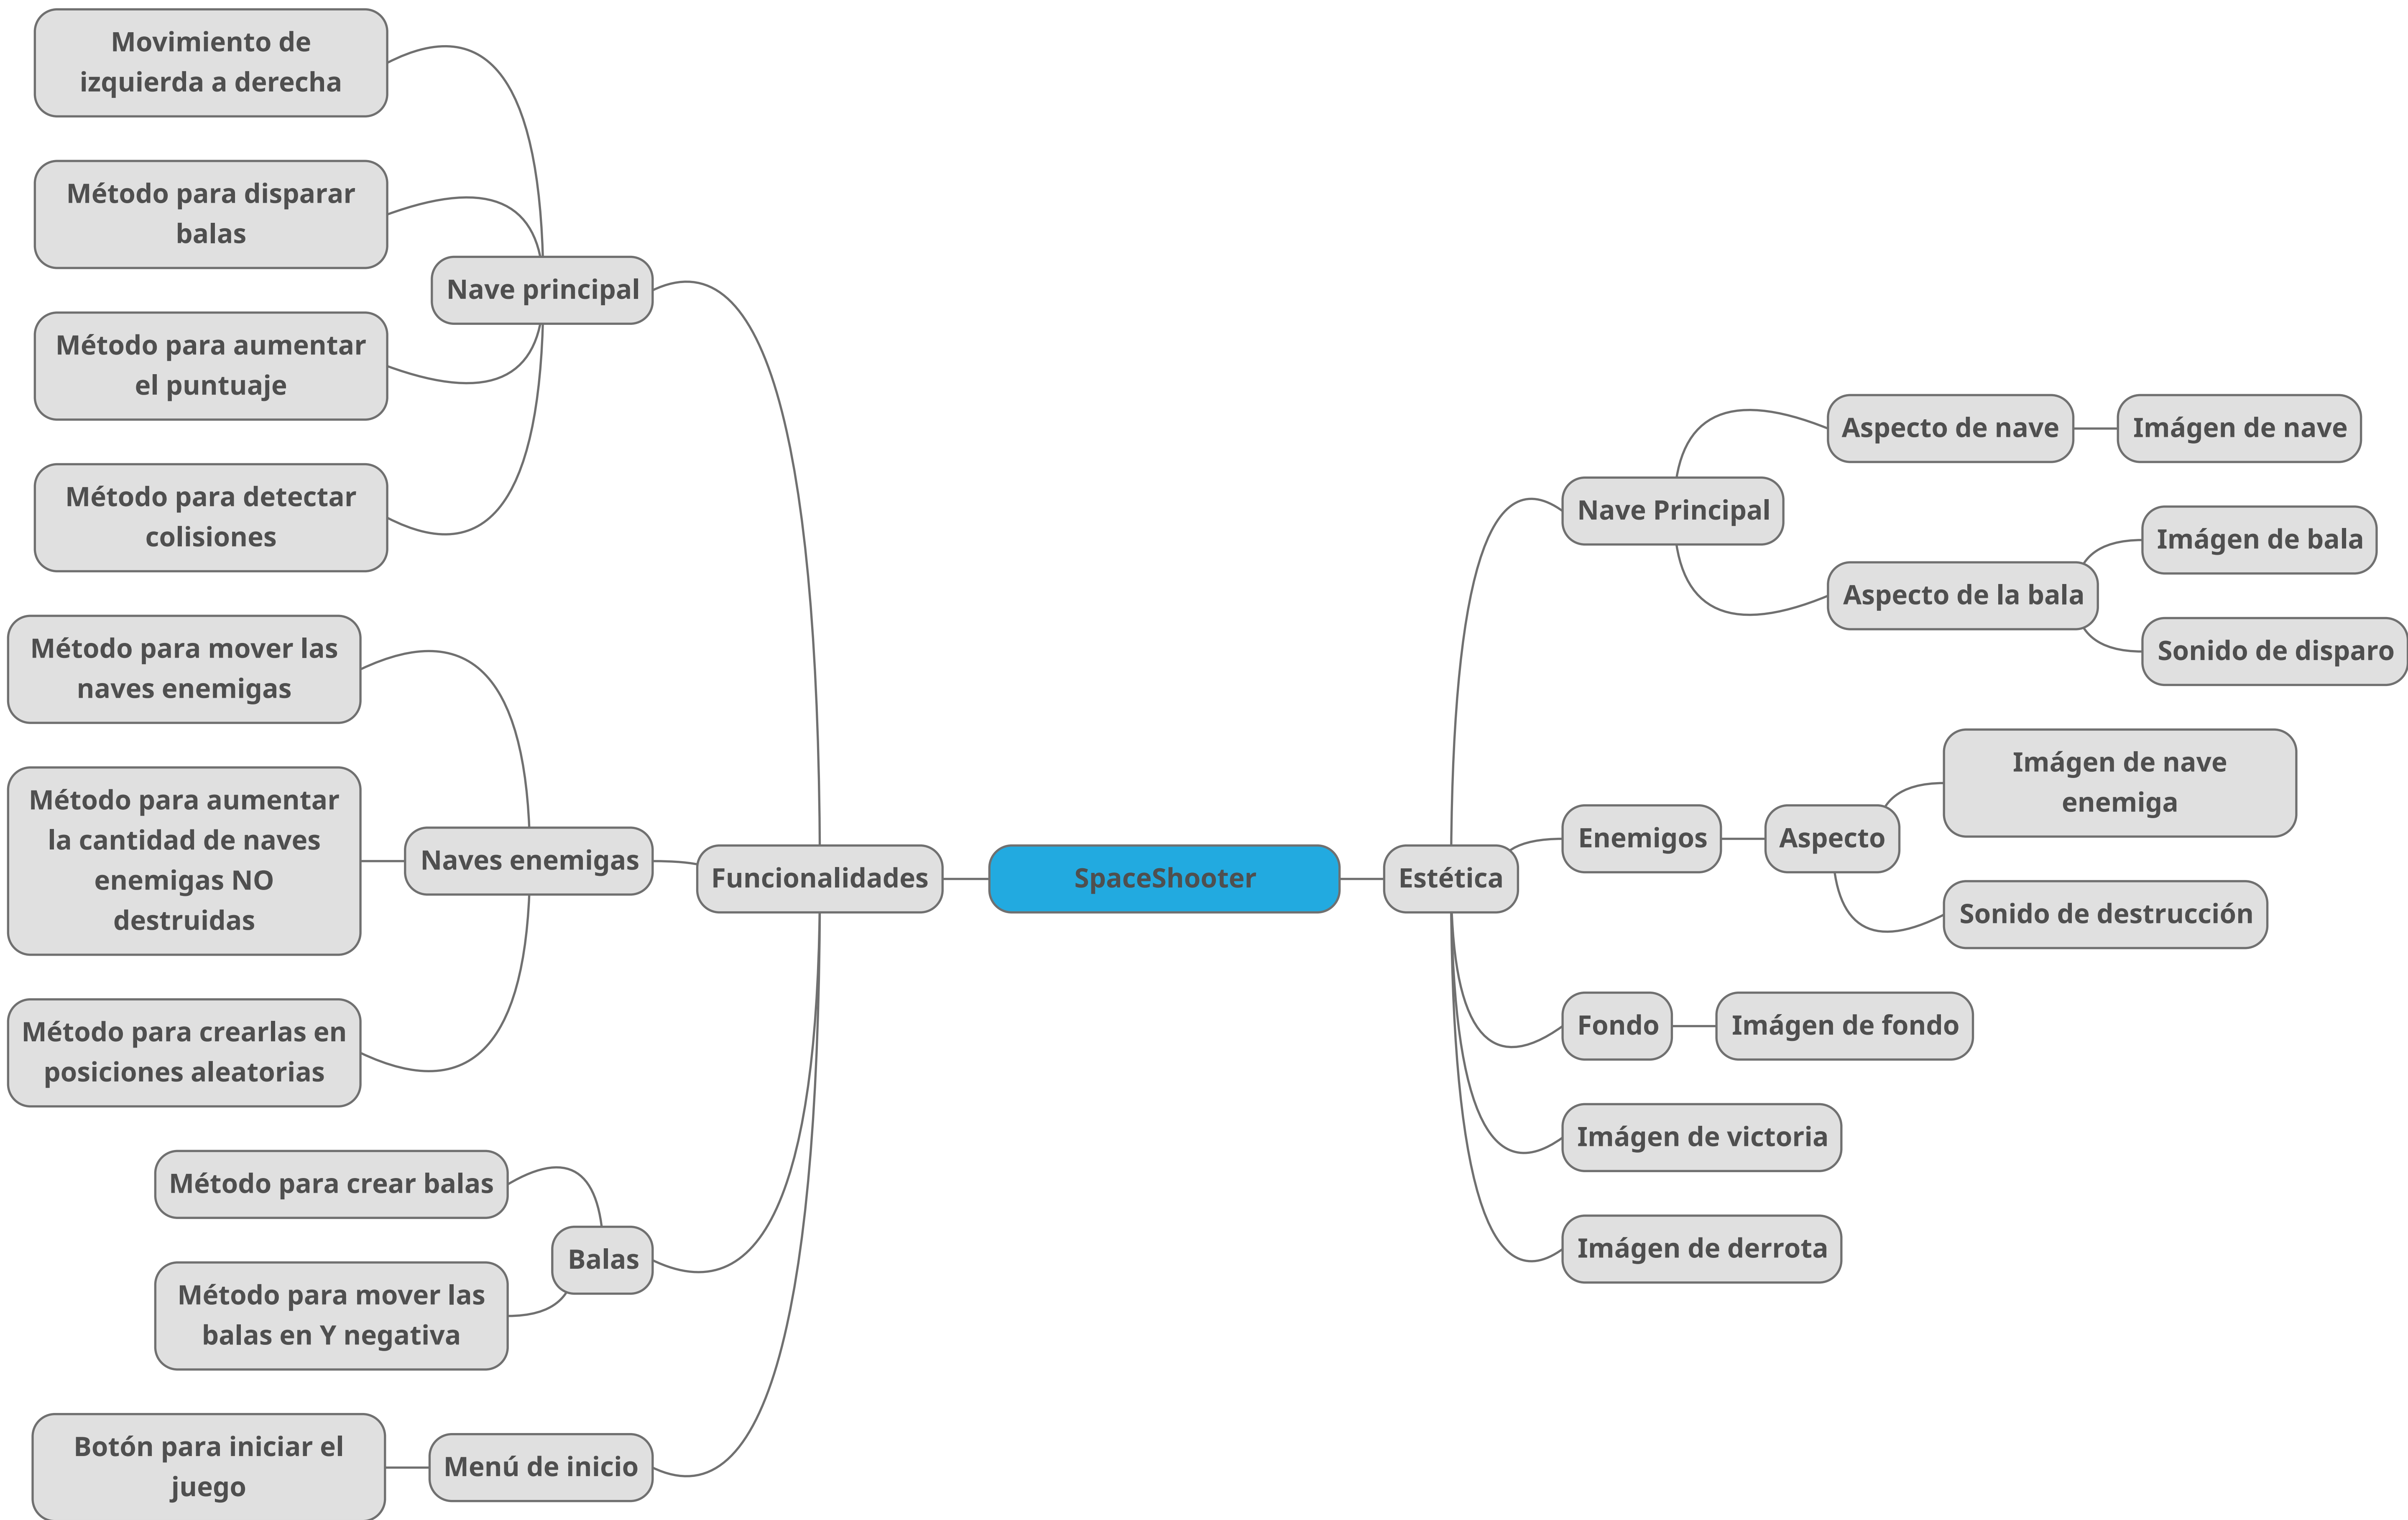 Movimiento de
izquierda a derecha
Método para disparar
balas
Nave principal
Método para aumentar
el puntuaje
Método para detectar
colisiones
Método para mover las
naves enemigas
Método para aumentar
la cantidad de naves
enemigas NO
destruidas
Naves enemigas
Método para crearlas en
posiciones aleatorias
Método para crear balas
Balas
Método para mover las
balas en Y negativa
Botón para iniciar el
juego
Menú de inicio
Funcionalidades
SpaceShooter
Estética
Nave Principal
Aspecto de nave
Imágen de nave
Aspecto de la bala
Imágen de bala
Sonido de disparo
Enemigos
Aspecto
Imágen de nave
enemiga
Sonido de destrucción
Fondo
Imágen de fondo
Imágen de victoria
Imágen de derrota